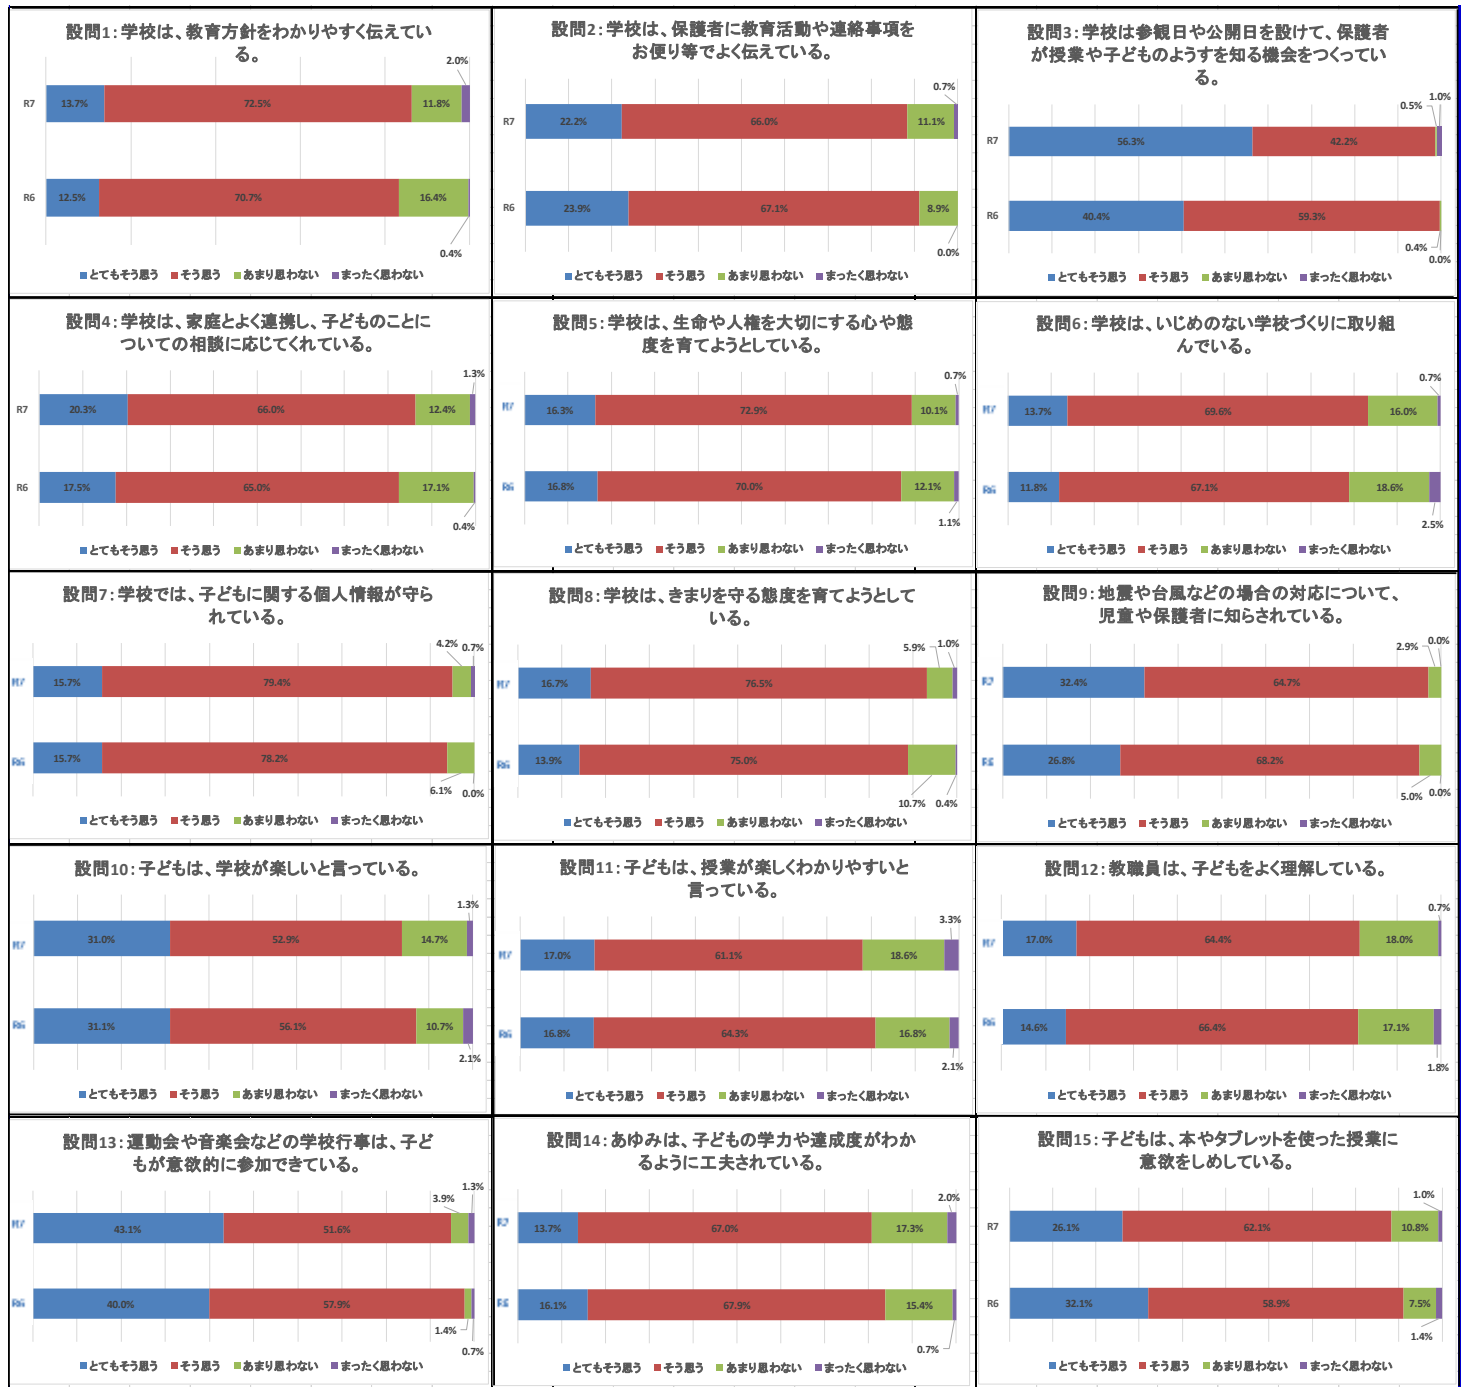 設問1：学校は、教育方針をわかりやすく伝えてい
る。
2.0%
R7 13.7% 72.5% 11.8%
R6 12.5% 70.7% 16.4%
0.4%
とてもそう思う そう思う あまり思わない まったく思わない
設問2：学校は、保護者に教育活動や連絡事項を
お便り等でよく伝えている。
0.7%
R7 22.2% 66.0% 11.1%
R6 23.9% 67.1% 8.9%
0.0%
とてもそう思う そう思う あまり思わない まったく思わない
設問3：学校は参観日や公開日を設けて、保護者
が授業や子どものようすを知る機会をつくってい
る。
0.5% 1.0%
R7 56.3% 42.2%
R6 40.4% 59.3%
0.4% 0.0%
とてもそう思う そう思う あまり思わない まったく思わない
設問4：学校は、家庭とよく連携し、子どものことに
ついての相談に応じてくれている。
1.3%
R7 20.3% 66.0% 12.4%
R6 17.5% 65.0% 17.1%
0.4%
とてもそう思う そう思う あまり思わない まったく思わない
設問5：学校は、生命や人権を大切にする心や態
度を育てようとしている。
0.7%
R7 16.3% 72.9% 10.1%
R6 16.8% 70.0% 12.1%
1.1%
とてもそう思う そう思う あまり思わない まったく思わない
設問6：学校は、いじめのない学校づくりに取り組
んでいる。
0.7%
R7 13.7% 69.6% 16.0%
R6 11.8% 67.1% 18.6%
2.5%
とてもそう思う そう思う あまり思わない まったく思わない
設問7：学校では、子どもに関する個人情報が守ら
れている。
4.2% 0.7%
R7 15.7% 79.4%
R6 15.7% 78.2%
6.1% 0.0%
とてもそう思う そう思う あまり思わない まったく思わない
設問8：学校は、きまりを守る態度を育てようとして
いる。
5.9% 1.0%
R7 16.7% 76.5%
R6 13.9% 75.0%
10.7% 0.4%
とてもそう思う そう思う あまり思わない まったく思わない
設問9：地震や台風などの場合の対応について、
児童や保護者に知らされている。
2.9% 0.0%
R7 32.4% 64.7%
R6 26.8% 68.2%
5.0% 0.0%
とてもそう思う そう思う あまり思わない まったく思わない
設問10：子どもは、学校が楽しいと言っている。
1.3%
R7 31.0% 52.9% 14.7%
R6 31.1% 56.1% 10.7%
2.1%
とてもそう思う そう思う あまり思わない まったく思わない
設問11：子どもは、授業が楽しくわかりやすいと
言っている。
3.3%
R7 17.0% 61.1% 18.6%
R6 16.8% 64.3% 16.8%
2.1%
とてもそう思う そう思う あまり思わない まったく思わない
設問12：教職員は、子どもをよく理解している。
0.7%
R7 17.0% 64.4% 18.0%
R6 14.6% 66.4% 17.1%
1.8%
とてもそう思う そう思う あまり思わない まったく思わない
設問13：運動会や音楽会などの学校行事は、子ど
もが意欲的に参加できている。
3.9% 1.3%
R7 43.1% 51.6%
R6 40.0% 57.9%
1.4% 0.7%
とてもそう思う そう思う あまり思わない まったく思わない
設問14：あゆみは、子どもの学力や達成度がわか
るように工夫されている。
2.0%
R7 13.7% 67.0% 17.3%
R6 16.1% 67.9% 15.4%
0.7%
とてもそう思う そう思う あまり思わない まったく思わない
設問15：子どもは、本やタブレットを使った授業に
意欲をしめしている。
1.0%
R7 26.1% 62.1% 10.8%
R6 32.1% 58.9% 7.5%
1.4%
とてもそう思う そう思う あまり思わない まったく思わない